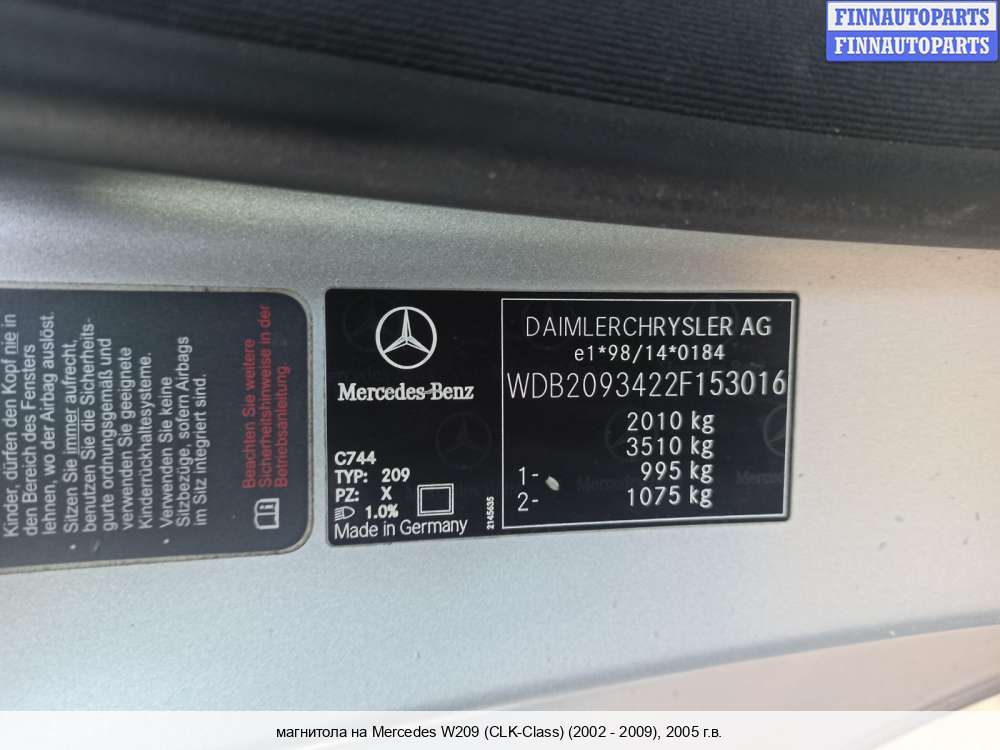 FINNAUTOPARTS
FINNAUTOPARTS
Kinder, dürfen den Kopf nie in
den Bereich des Fensters
lehnen, wo der Airbag auslöst.
• Sitzen Sie immer aufrecht,
benutzen Sie die Sicherheits-
gurte ordnungsgemäß und
verwenden Sie geeignete
Kinderrückhaltesysteme.
• Verwenden Sie keine
Sitzbezüge, sofern Airbags
im Sitz integriert sind.
Beachten Sie weitere
Sicherheitshinweise in der
Betriebsanleitung.
Mercedes-Benz
C744
TYP: 209
PZ: X
1.0%
Made in Germany
2145635
DAIMLERCHRYSLER AG
e1*98/14*0184
WDB2093422F153016
2010 kg
3510 kg
1- 995 kg
2- 1075 kg
магнитола на Mercedes W209 (CLK-Class) (2002 - 2009), 2005 г.в.